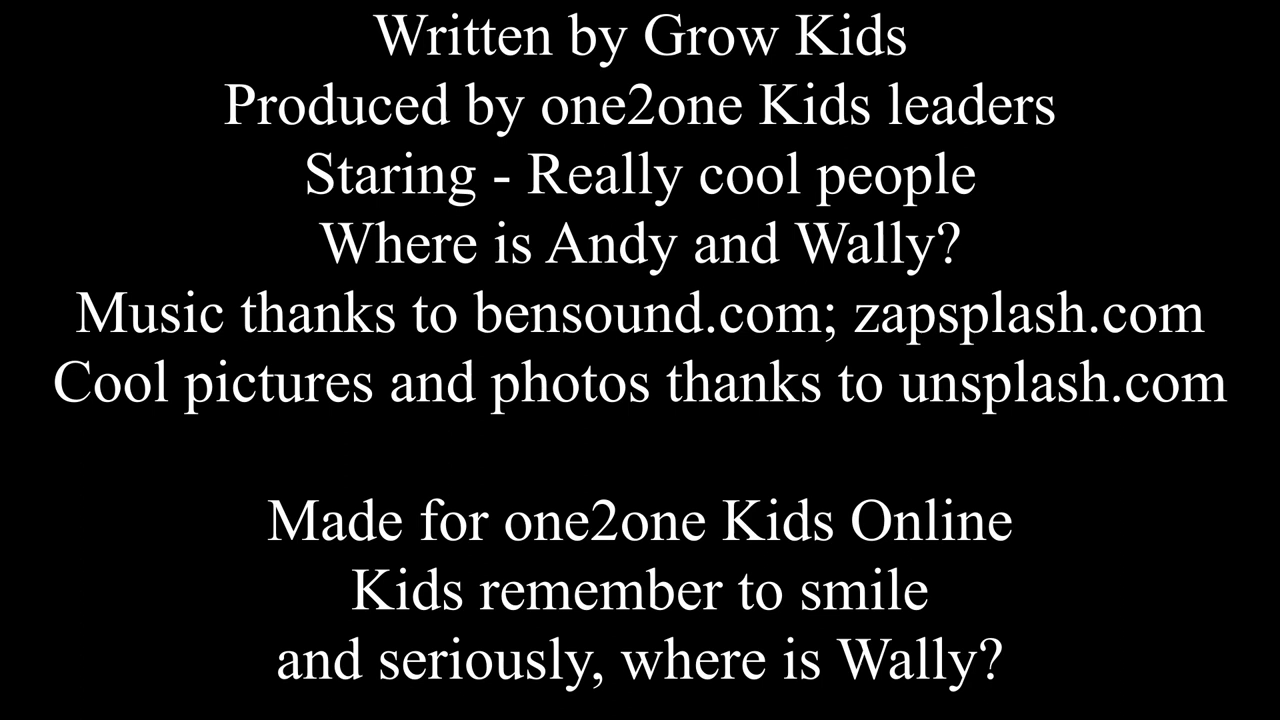 Written by Grow Kids
Produced by one2one Kids leaders
Staring - Really cool people
Where is Andy and Wally?
Music thanks to bensound.com; zapsplash.com
Cool pictures and photos thanks to unsplash.com
Made for one2one Kids Online
Kids remember to smile
and seriously, where is Wally?